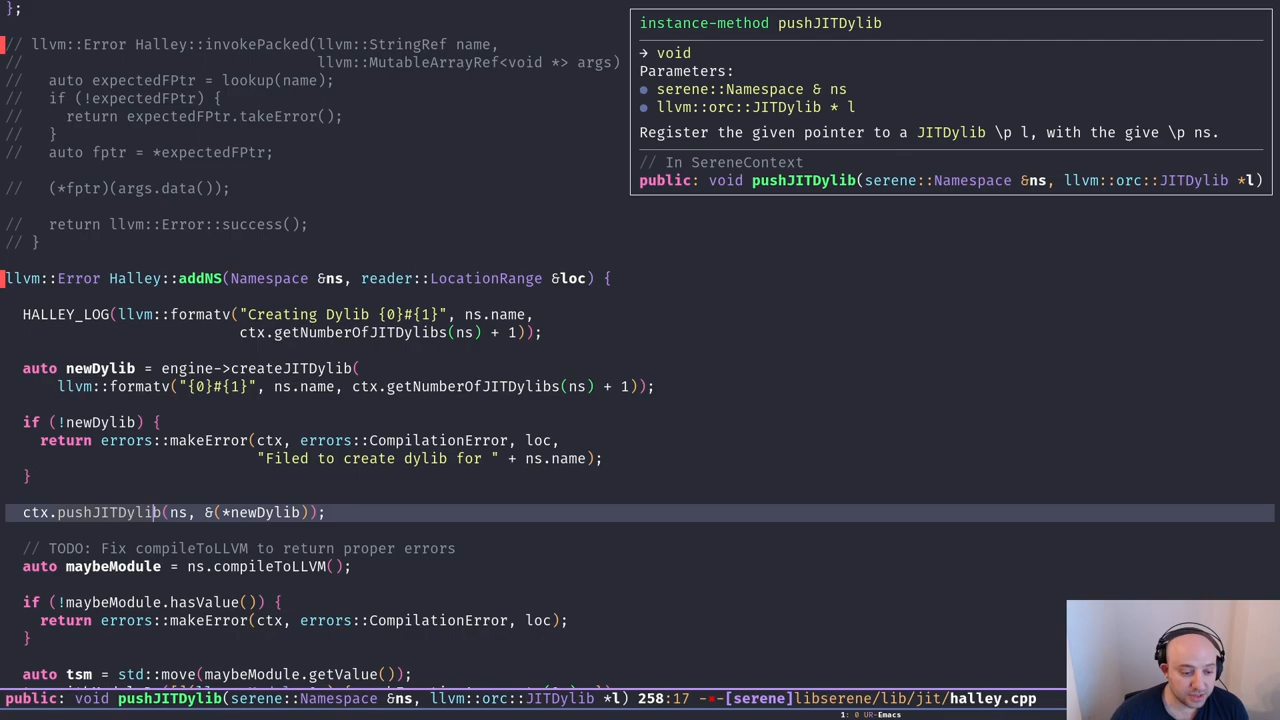 };
// llvm::Error Halley::invokePacked(llvm::StringRef name,
//                                  llvm::MutableArrayRef<void *> args)
//   auto expectedFPtr = lookup(name);
//   if (!expectedFPtr) {
//     return expectedFPtr.takeError();
//   }
//   auto fptr = *expectedFPtr;
//   (*fptr)(args.data());
//   return llvm::Error::success();
// }
instance-method pushJITDylib
→ void
Parameters:
● serene::Namespace & ns
● llvm::orc::JITDylib * l
Register the given pointer to a JITDylib \p l, with the give \p ns.
// In SereneContext
public: void pushJITDylib(serene::Namespace &ns, llvm::orc::JITDylib *l)
llvm::Error Halley::addNS(Namespace &ns, reader::LocationRange &loc) {
  HALLEY_LOG(llvm::formatv("Creating Dylib {0}#{1}", ns.name,
                           ctx.getNumberOfJITDylibs(ns) + 1));
  auto newDylib = engine->createJITDylib(
      llvm::formatv("{0}#{1}", ns.name, ctx.getNumberOfJITDylibs(ns) + 1));
  if (!newDylib) {
    return errors::makeError(ctx, errors::CompilationError, loc,
                             "Filed to create dylib for " + ns.name);
  }
  ctx.pushJITDylib(ns, &(*newDylib));
  // TODO: Fix compileToLLVM to return proper errors
  auto maybeModule = ns.compileToLLVM();
  if (!maybeModule.hasValue()) {
    return errors::makeError(ctx, errors::CompilationError, loc);
  }
  auto tsm = std::move(maybeModule.getValue());
public: void pushJITDylib(serene::Namespace &ns, llvm::orc::JITDylib *l) 258:17 -*-[serene]libserene/lib/jit/halley.cpp
1: 0 UR-Emacs